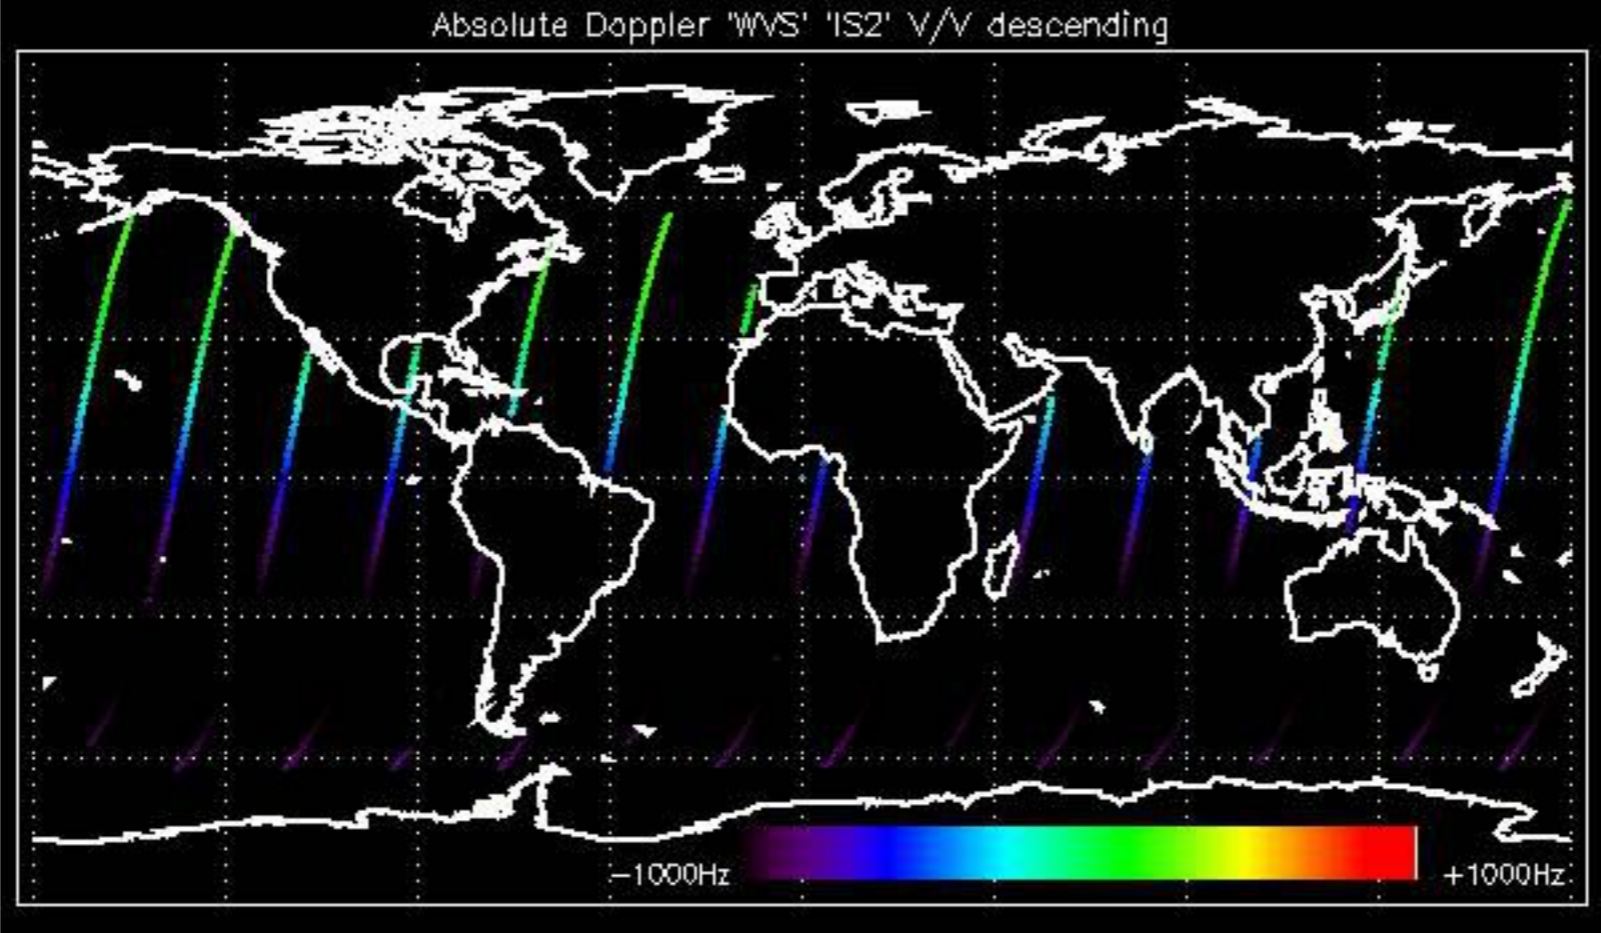 Absolute Doppler 'WVS' 'IS2' V/V descending
−1000Hz
+1000Hz